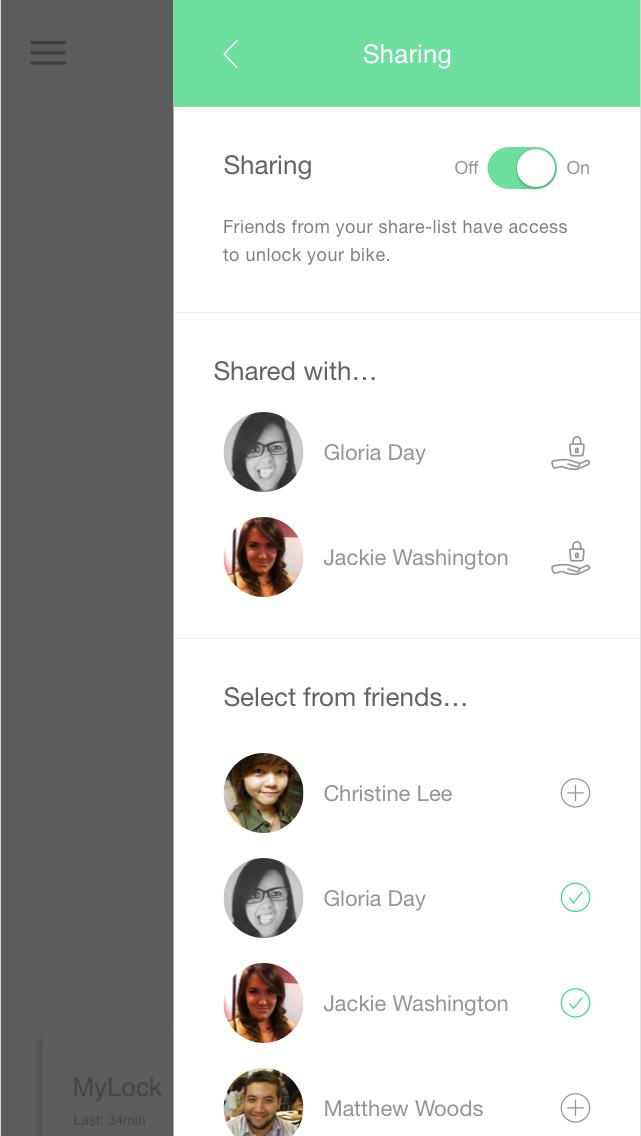 Sharing
Sharing
Off
On
Friends from your share-list have access
to unlock your bike.
Shared with...
Gloria Day
Jackie Washington
Select from friends...
Christine Lee
Gloria Day
Jackie Washington
Matthew Woods
MyLock
Last: 34min